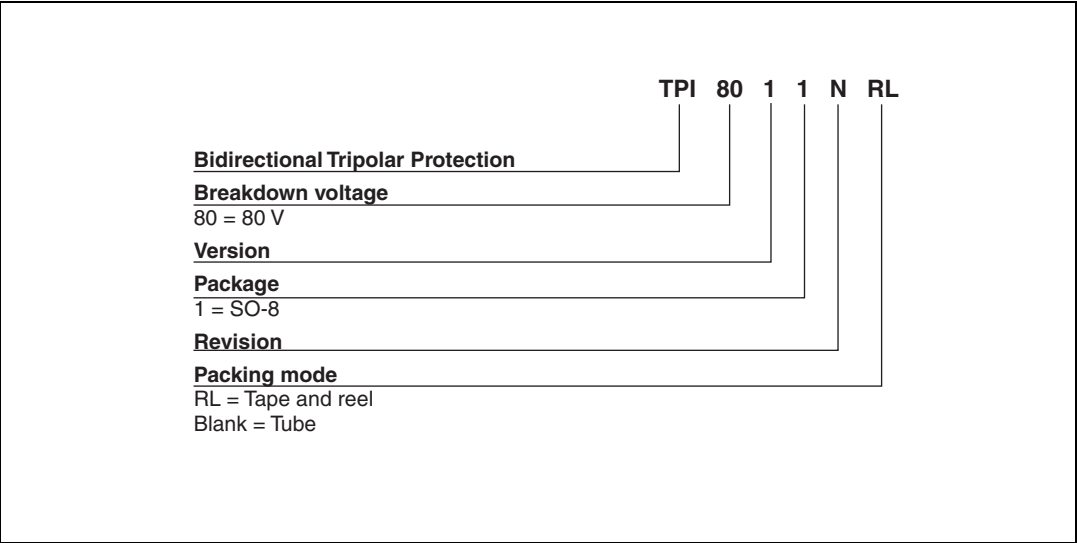 TPI 80 1 1 N RL
Bidirectional Tripolar Protection
Breakdown voltage
80 = 80 V
Version
Package
1 = SO-8
Revision
Packing mode
RL = Tape and reel
Blank = Tube